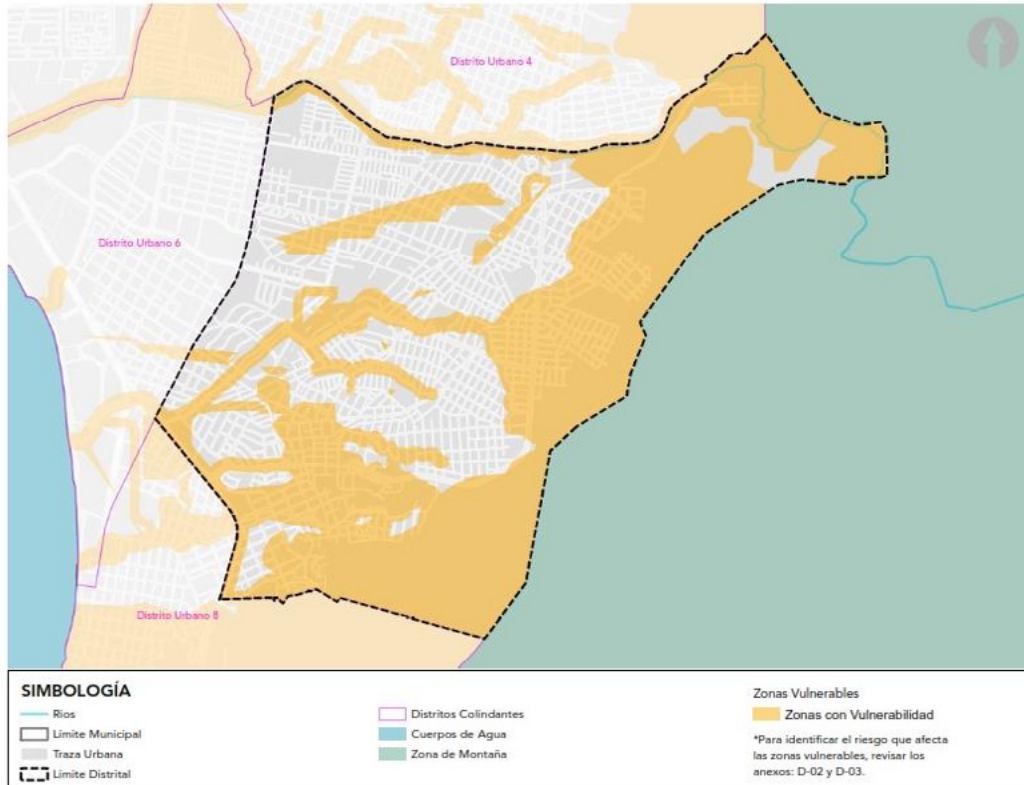 Distrito Urbano 4
Distrito Urbano 6
Distrito Urbano 8
SIMBOLOGÍA
Rios
Límite Municipal
Traza Urbana
Límite Distrital
Distritos Colindantes
Cuerpos de Agua
Zona de Montaña
Zonas Vulnerables
Zonas con Vulnerabilidad
*Para identificar el riesgo que afecta
las zonas vulnerables, revisar los
anexos: D-02 y D-03.